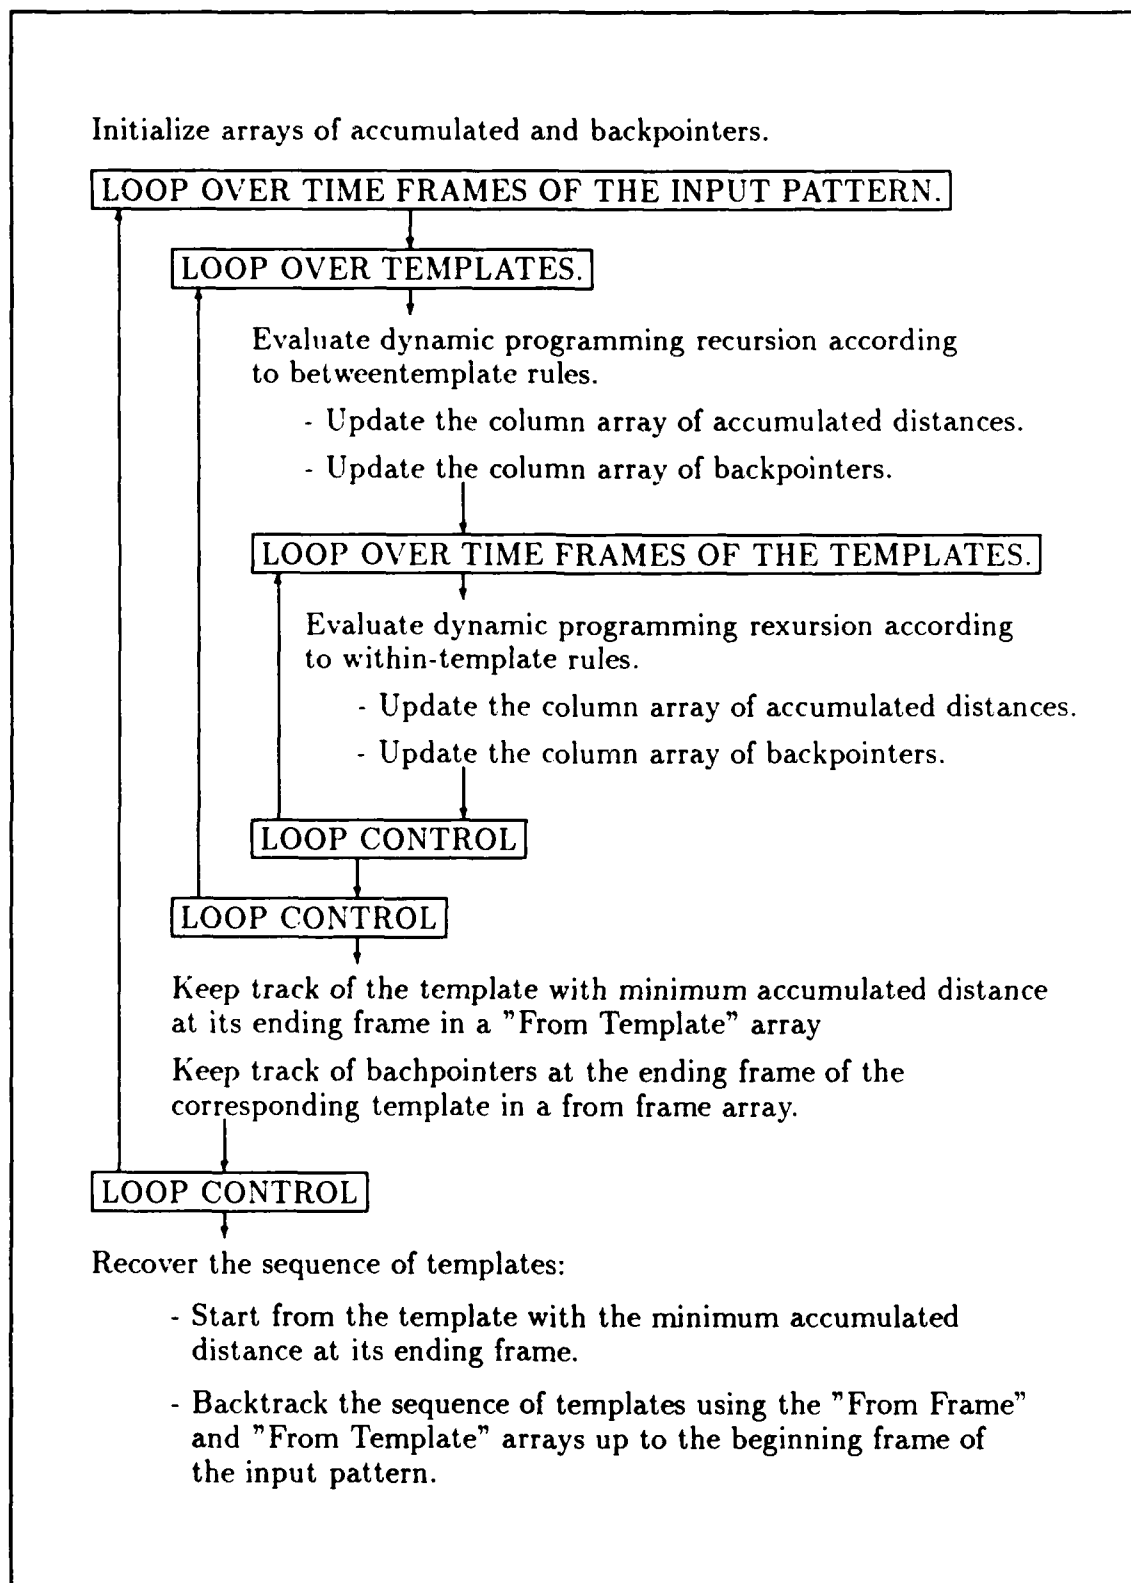 Initialize arrays of accumulated and backpointers.
LOOP OVER TIME FRAMES OF THE INPUT PATTERN.
LOOP OVER TEMPLATES.
Evaluate dynamic programming recursion according
to betweentemplate rules.
- Update the column array of accumulated distances.
- Update the column array of backpointers.
LOOP OVER TIME FRAMES OF THE TEMPLATES.
Evaluate dynamic programming rexursion according
to within-template rules.
- Update the column array of accumulated distances.
- Update the column array of backpointers.
LOOP CONTROL
LOOP CONTROL
Keep track of the template with minimum accumulated distance
at its ending frame in a "From Template" array
Keep track of bachpointers at the ending frame of the
corresponding template in a from frame array.
LOOP CONTROL
Recover the sequence of templates:
- Start from the template with the minimum accumulated
distance at its ending frame.
- Backtrack the sequence of templates using the "From Frame"
and "From Template" arrays up to the beginning frame of
the input pattern.